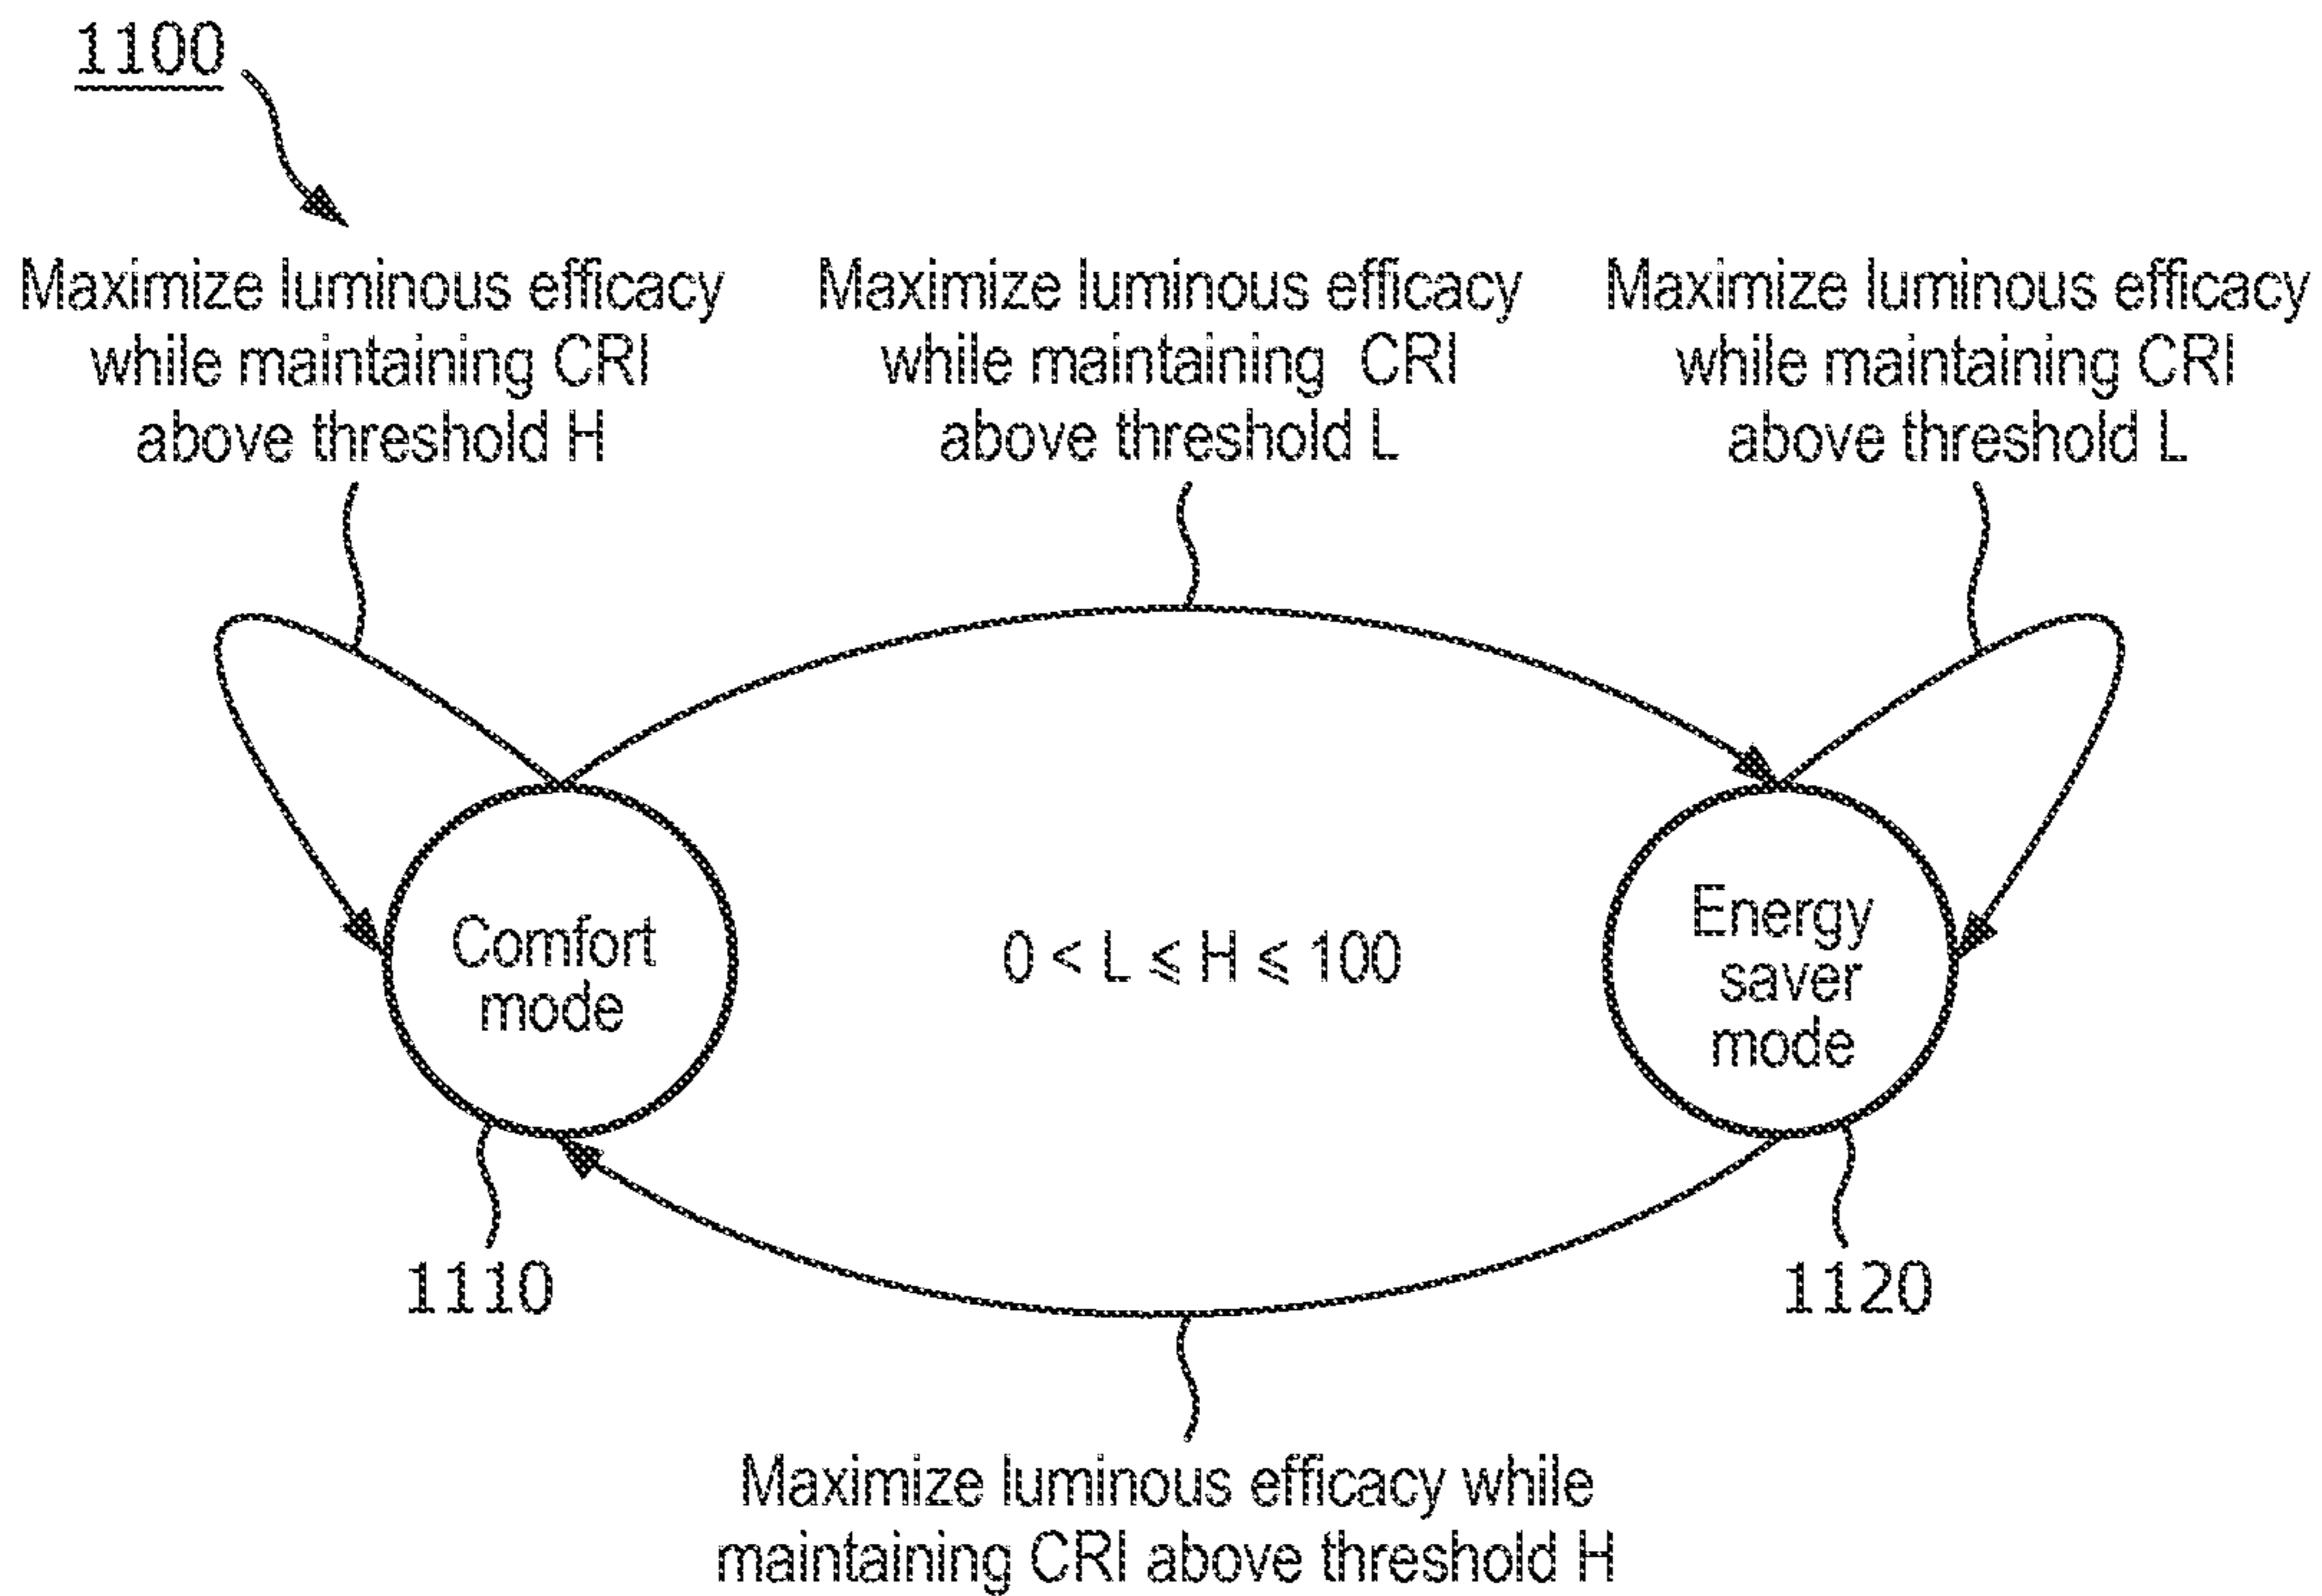 1100
Maximize luminous efficacy
while maintaining CRI
above threshold H
Maximize luminous efficacy
while maintaining CRI
above threshold L
Maximize luminous efficacy
while maintaining CRI
above threshold L
Comfort
mode
0 < L ⩽ H ⩽ 100
Energy
saver
mode
1110
1120
Maximize luminous efficacy while
maintaining CRI above threshold H